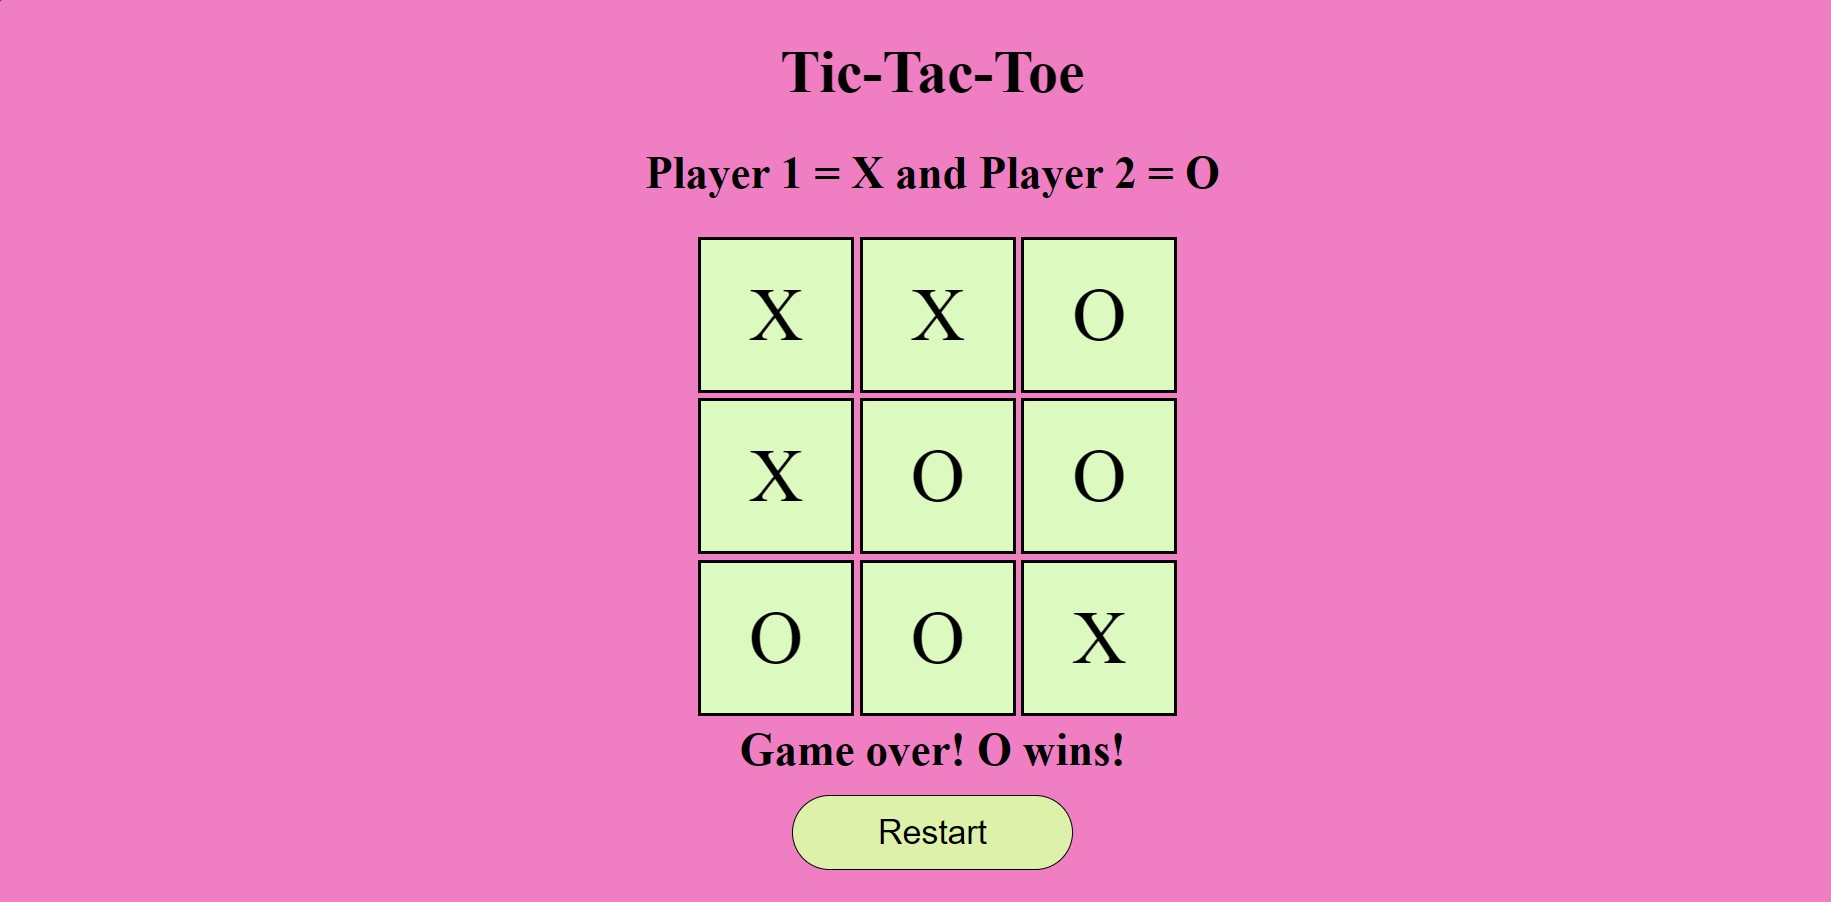 Tic-Tac-Toe
Player 1 = X and Player 2 = O
X X O
X O O
O O X
Game over! O wins!
Restart